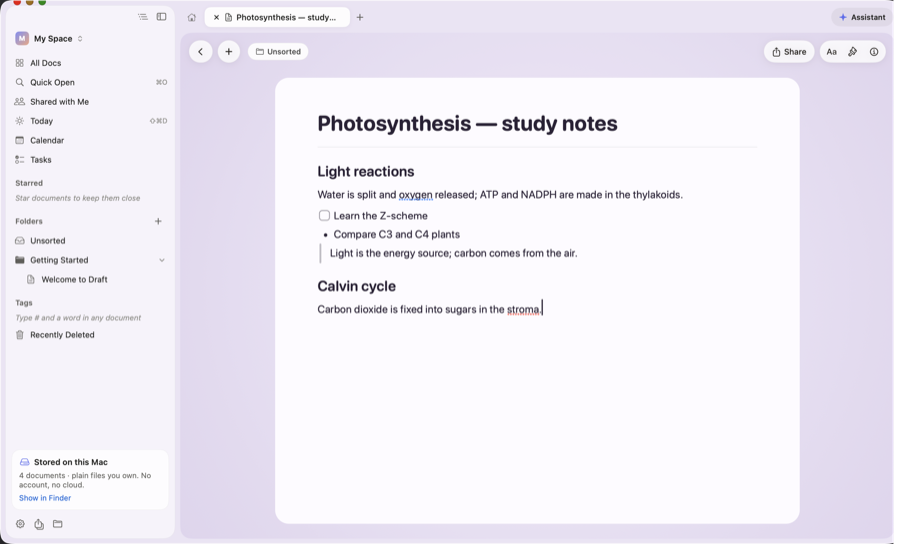 Photosynthesis — study...
Assistant
M My Space
All Docs
Quick Open ⌘O
Shared with Me
Today ⇧⌘D
Calendar
Tasks
Starred
Star documents to keep them close
Folders
Unsorted
Getting Started
Welcome to Draft
Tags
Type # and a word in any document
Recently Deleted
Stored on this Mac
4 documents · plain files you own. No
account, no cloud.
Show in Finder
Unsorted
Share
Aa
Photosynthesis — study notes
Light reactions
Water is split and oxygen released; ATP and NADPH are made in the thylakoids.
Learn the Z-scheme
• Compare C3 and C4 plants
Light is the energy source; carbon comes from the air.
Calvin cycle
Carbon dioxide is fixed into sugars in the stroma.